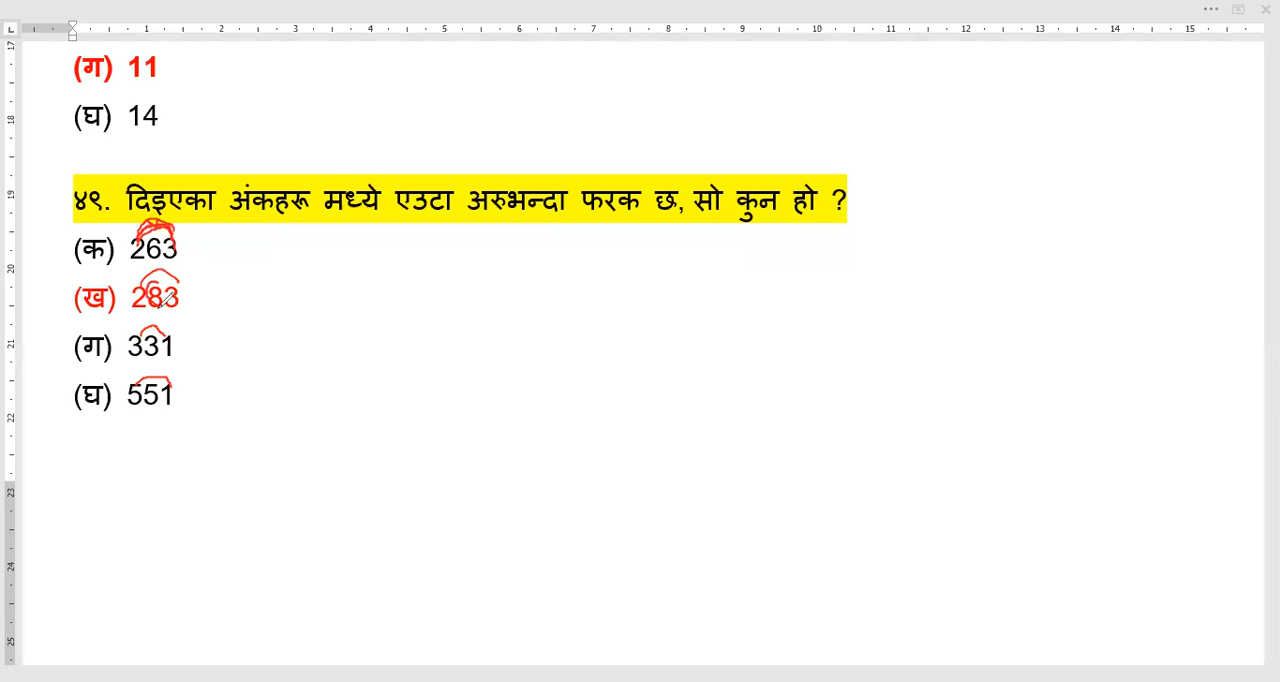 (ग) 11
(घ) 14
४९. दिइएका अंकहरू मध्ये एउटा अरुभन्दा फरक छ, सो कुन हो ?
(क) 263
(ख) 283
(ग) 331
(घ) 551